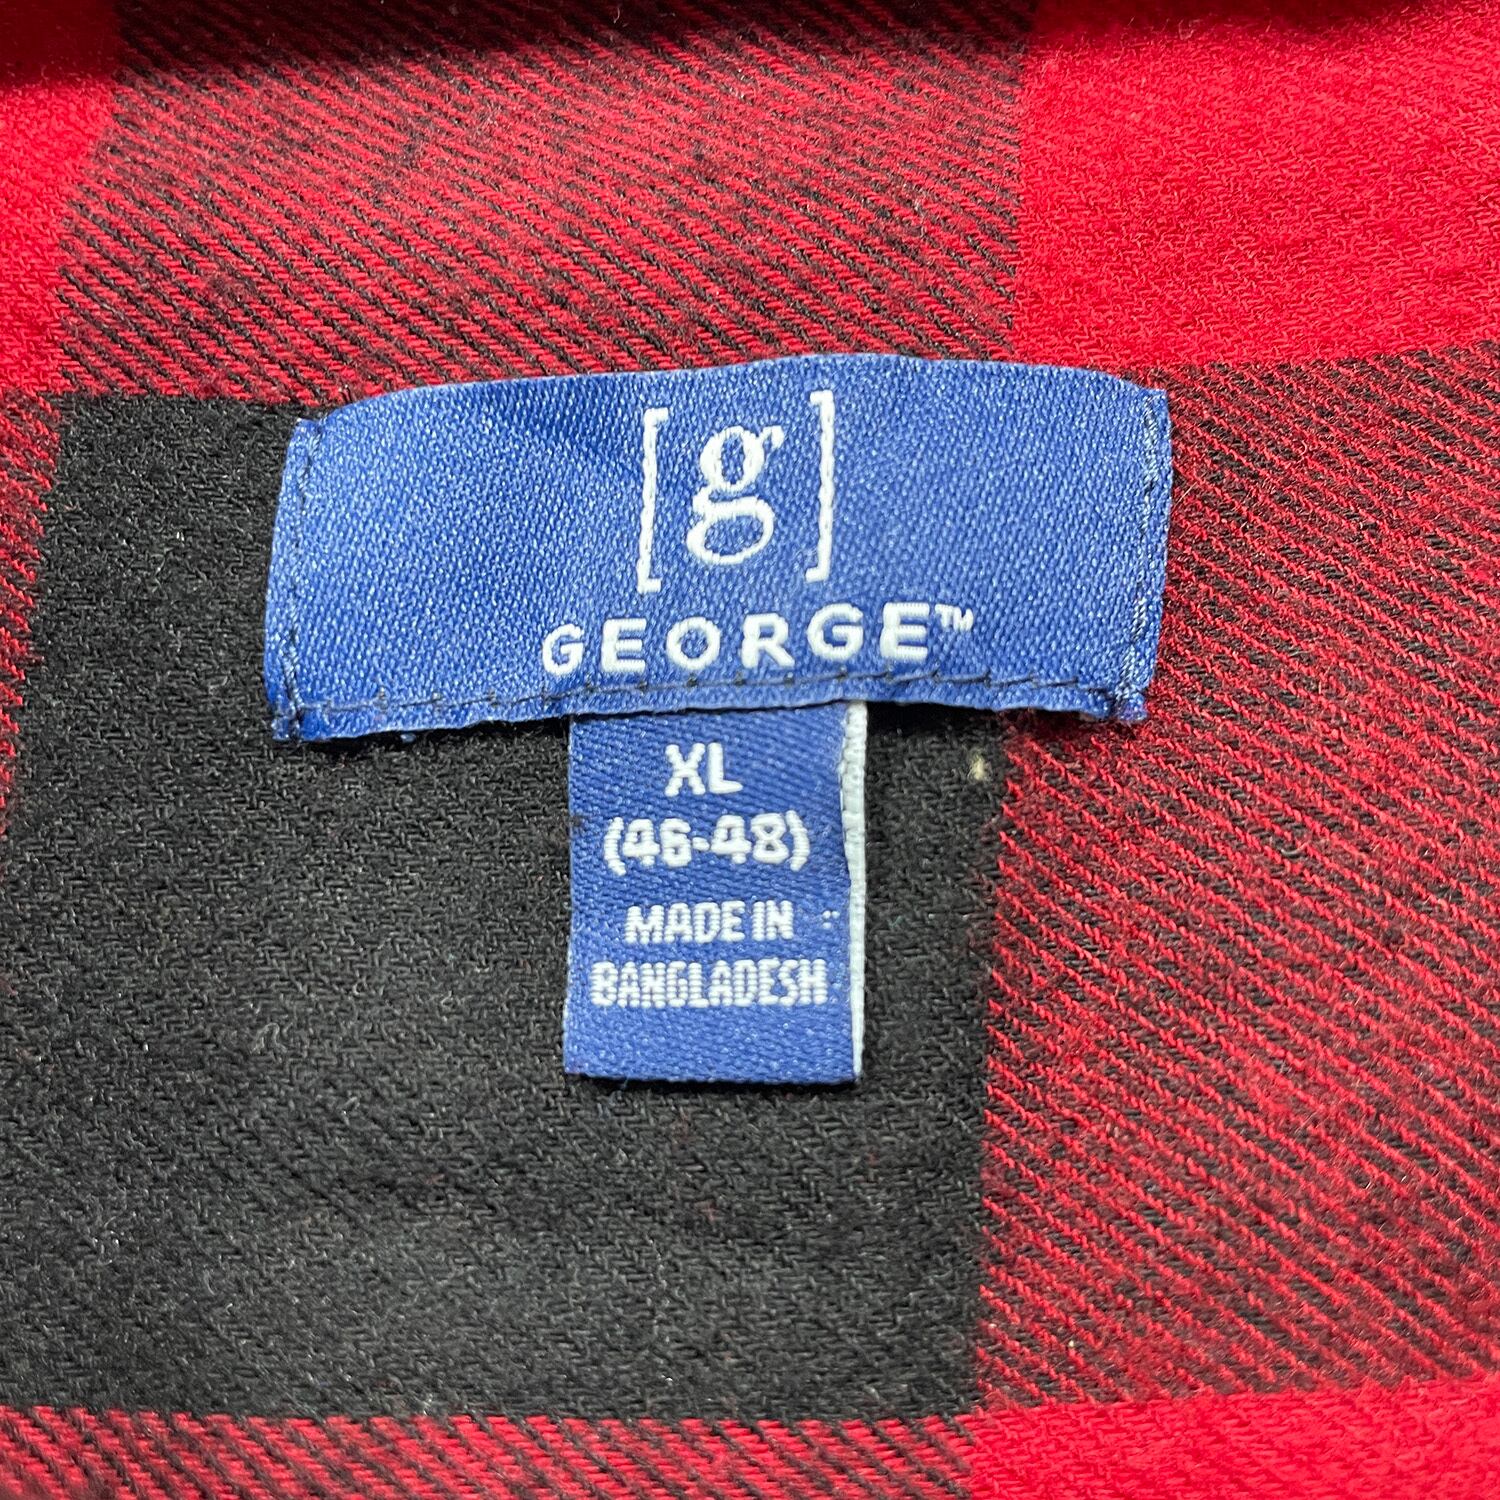 [g]
GEORGE™
XL
(46-48)
MADE IN
BANGLADESH